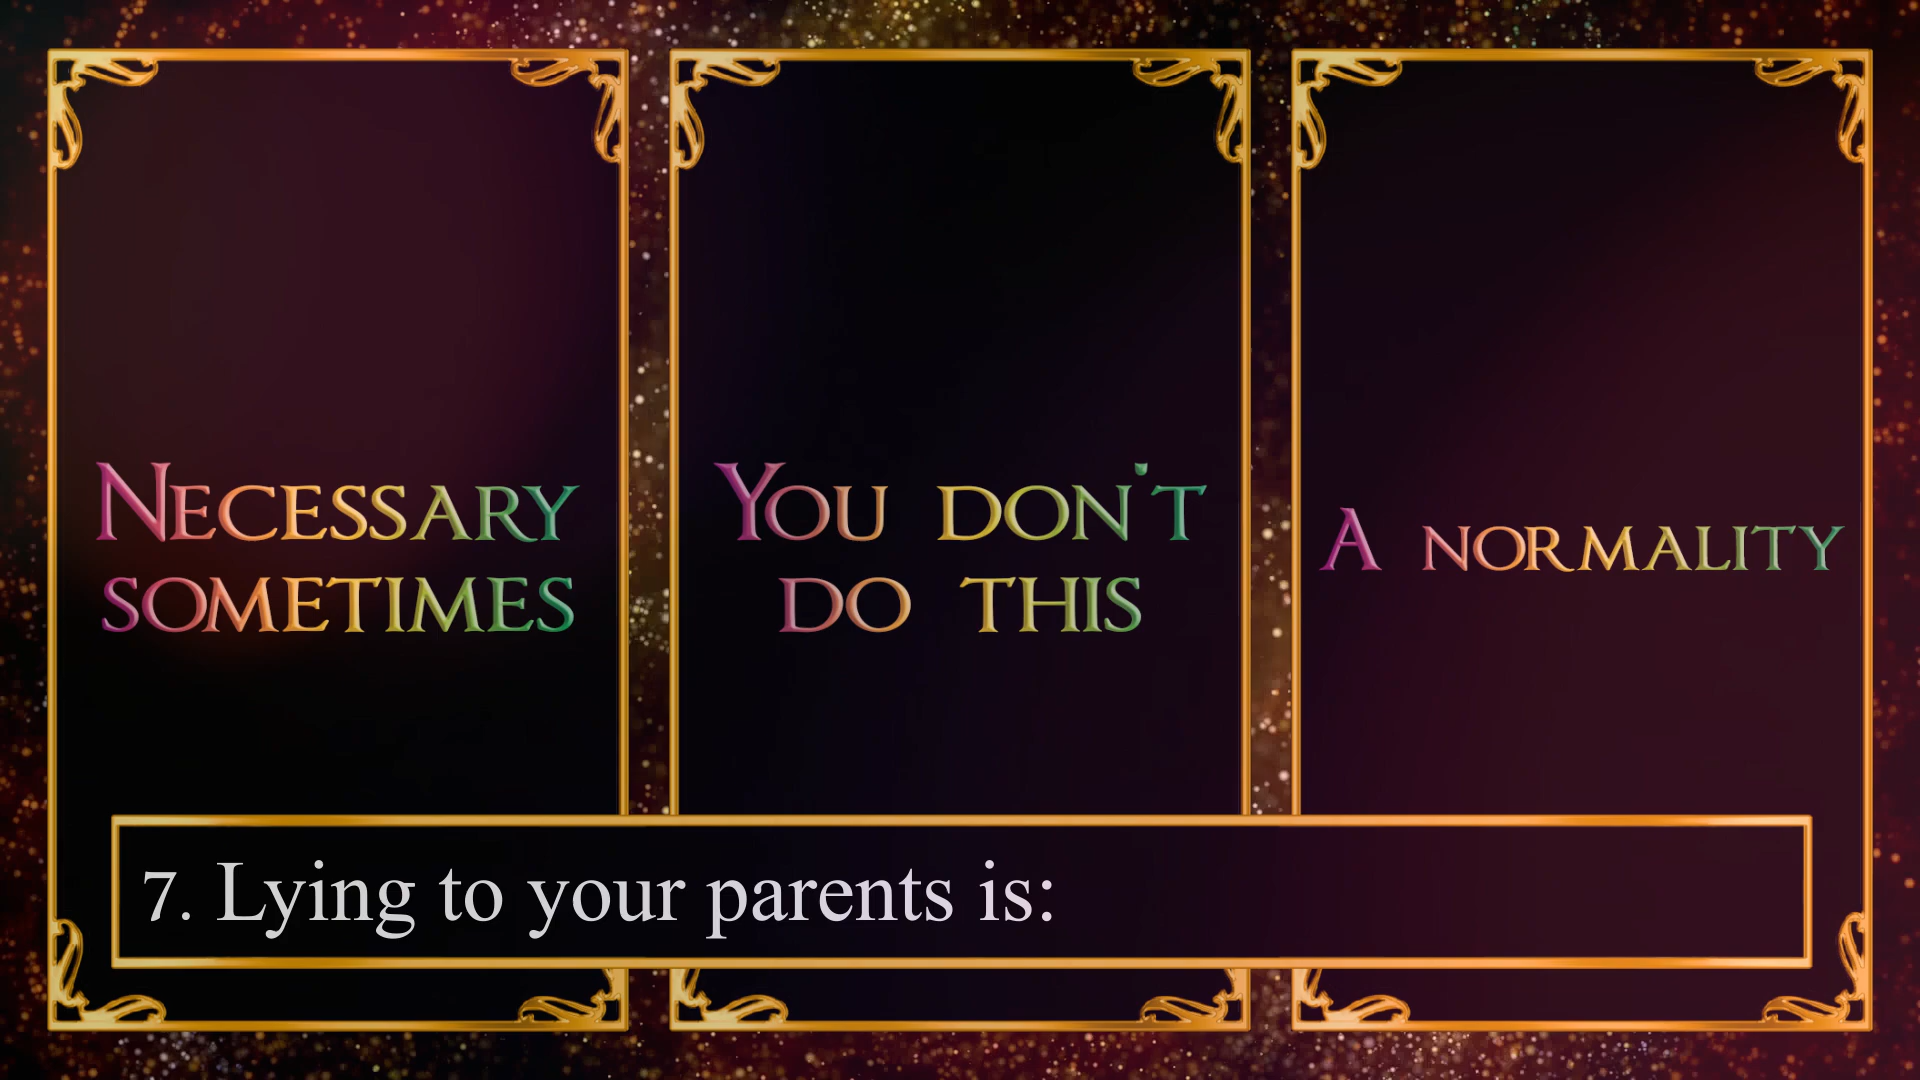 Necessary
sometimes
You don't
do this
A normality
7. Lying to your parents is: